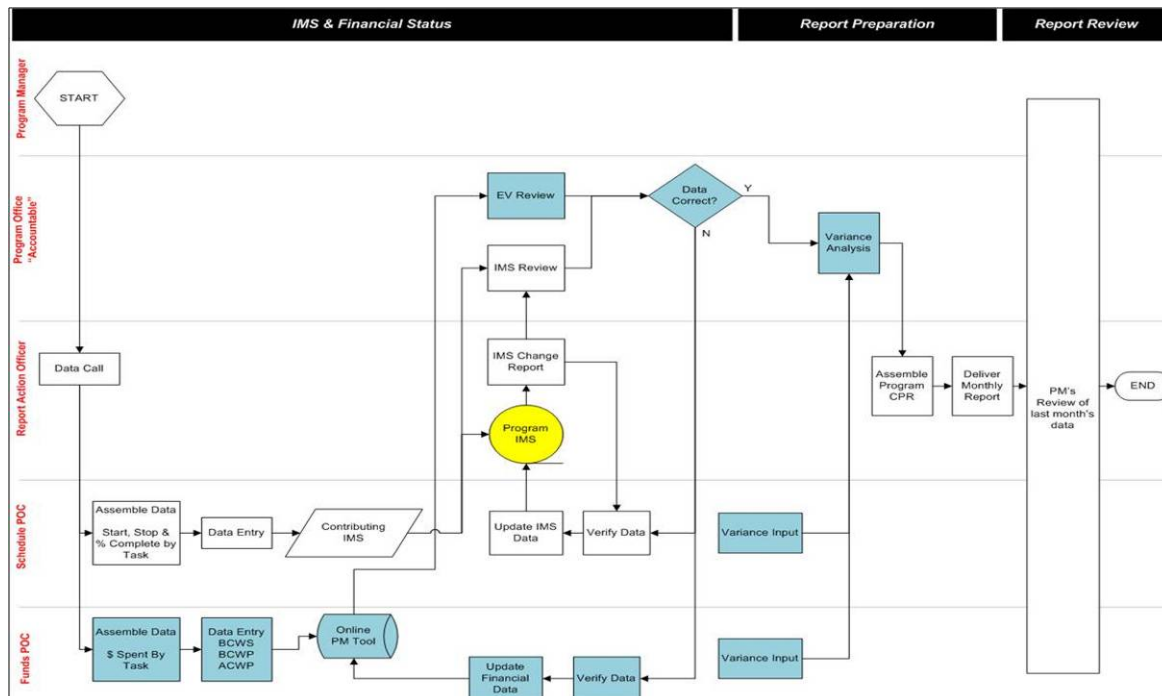 IMS & Financial Status
Report Preparation
Report Review
Program Manager
START
Program Office
"Accountable"
EV Review
Data
Correct?
Y
N
Variance
Analysis
IMS Review
Report Action Officer
Data Call
IMS Change
Report
Program
IMS
Assemble
Program
CPR
Deliver
Monthly
Report
PM's
Review of
last month's
data
END
Schedule POC
Assemble Data
Start, Stop &
% Complete by
Task
Data Entry
Contributing
IMS
Update IMS
Data
Verify Data
Variance Input
Funds POC
Assemble Data
$ Spent By
Task
Data Entry
BCWS
BCWP
ACWP
Online
PM Tool
Update
Financial
Data
Verify Data
Variance Input